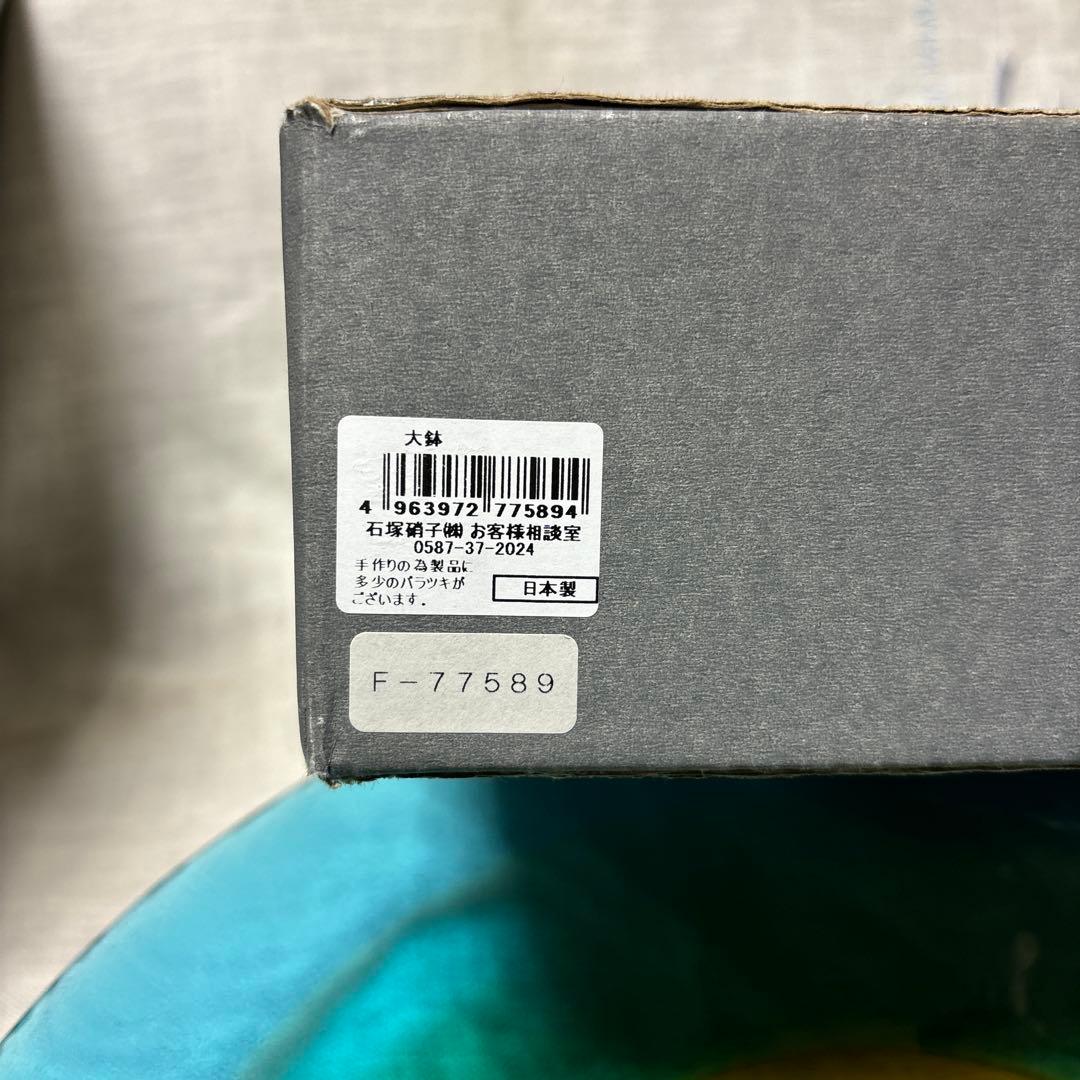 大鉢
4 963972 775894
石塚硝子㈱ お客様相談室
0587-37-2024
手作りの為製品に
多少のバラツキが
ございます.
日本製
F-77589